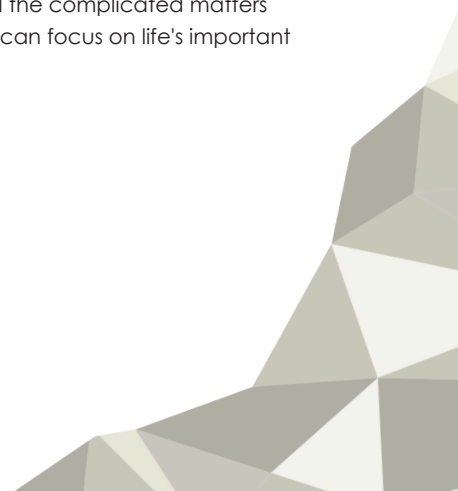 the complicated matters
can focus on life's important